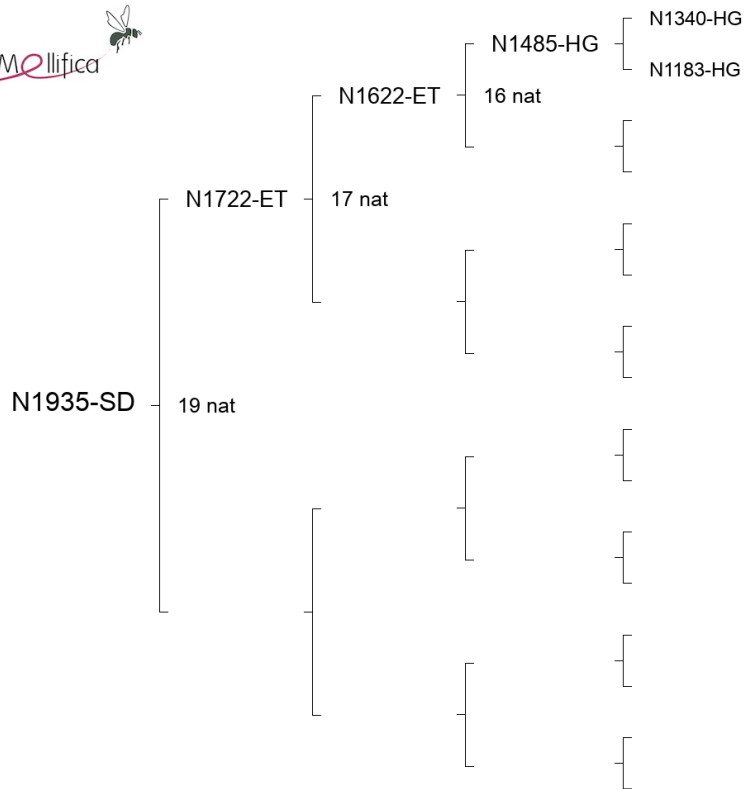 Mellifica
N1340-HG
N1485-HG
N1183-HG
N1622-ET
16 nat
N1722-ET
17 nat
N1935-SD
19 nat